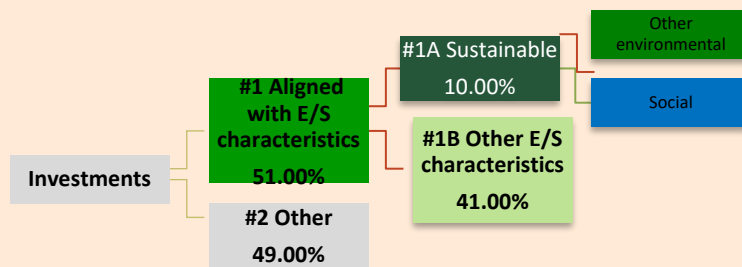 Investments
#1 Aligned
with E/S
characteristics
51.00%
#2 Other
49.00%
#1A Sustainable
10.00%
#1B Other E/S
characteristics
41.00%
Other
environmental
Social